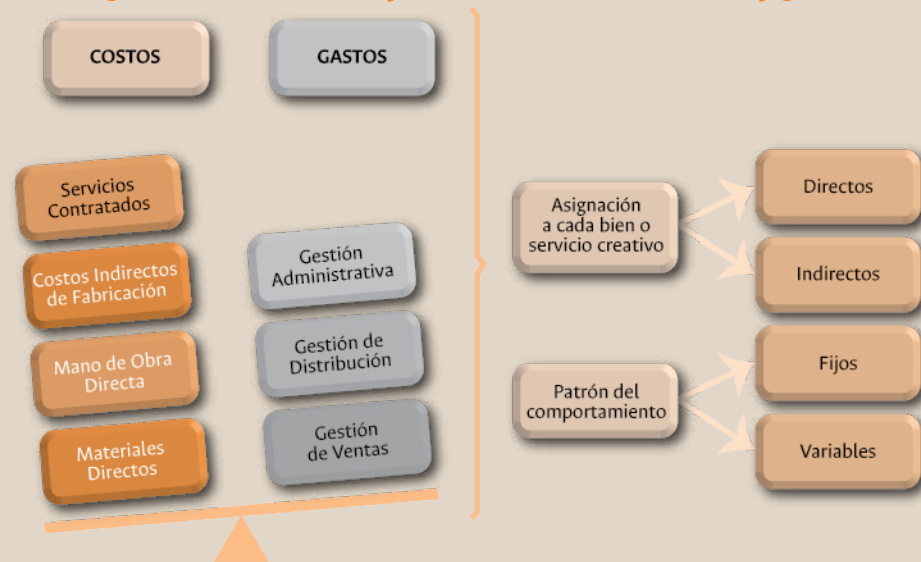 COSTOS
GASTOS
Servicios
Contratados
Costos Indirectos
de Fabricación
Mano de Obra
Directa
Materiales
Directos
Gestión
Administrativa
Gestión de
Distribución
Gestión
de Ventas
Asignación
a cada bien o
servicio creativo
Directos
Indirectos
Patrón del
comportamiento
Fijos
Variables